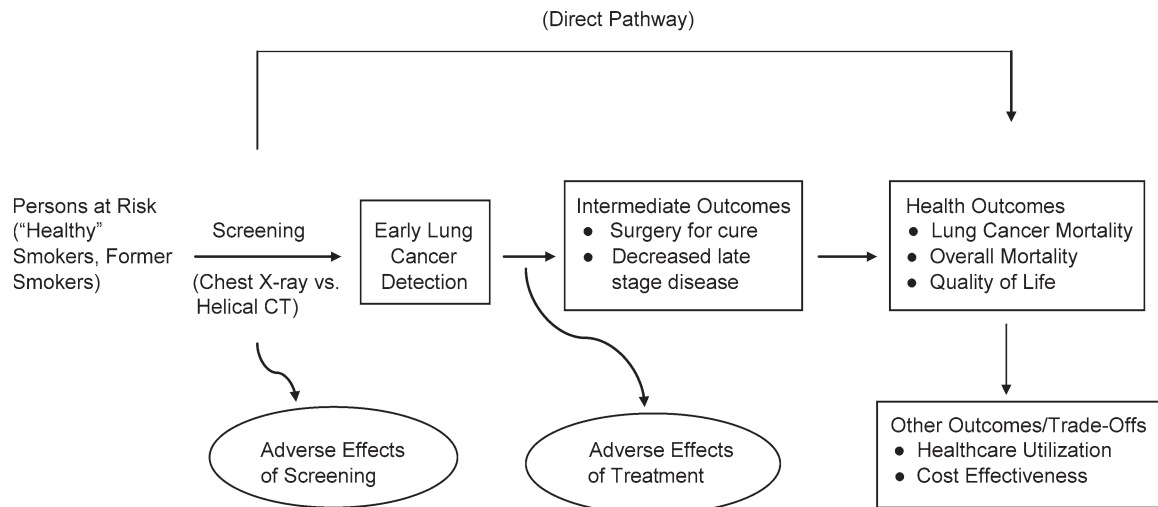 (Direct Pathway)
Persons at Risk
(“Healthy”
Smokers, Former
Smokers)
Screening
(Chest X-ray vs.
Helical CT)
Early Lung
Cancer
Detection
Intermediate Outcomes
● Surgery for cure
● Decreased late
stage disease
Health Outcomes
● Lung Cancer Mortality
● Overall Mortality
● Quality of Life
Adverse Effects
of Screening
Adverse Effects
of Treatment
Other Outcomes/Trade-Offs
● Healthcare Utilization
● Cost Effectiveness